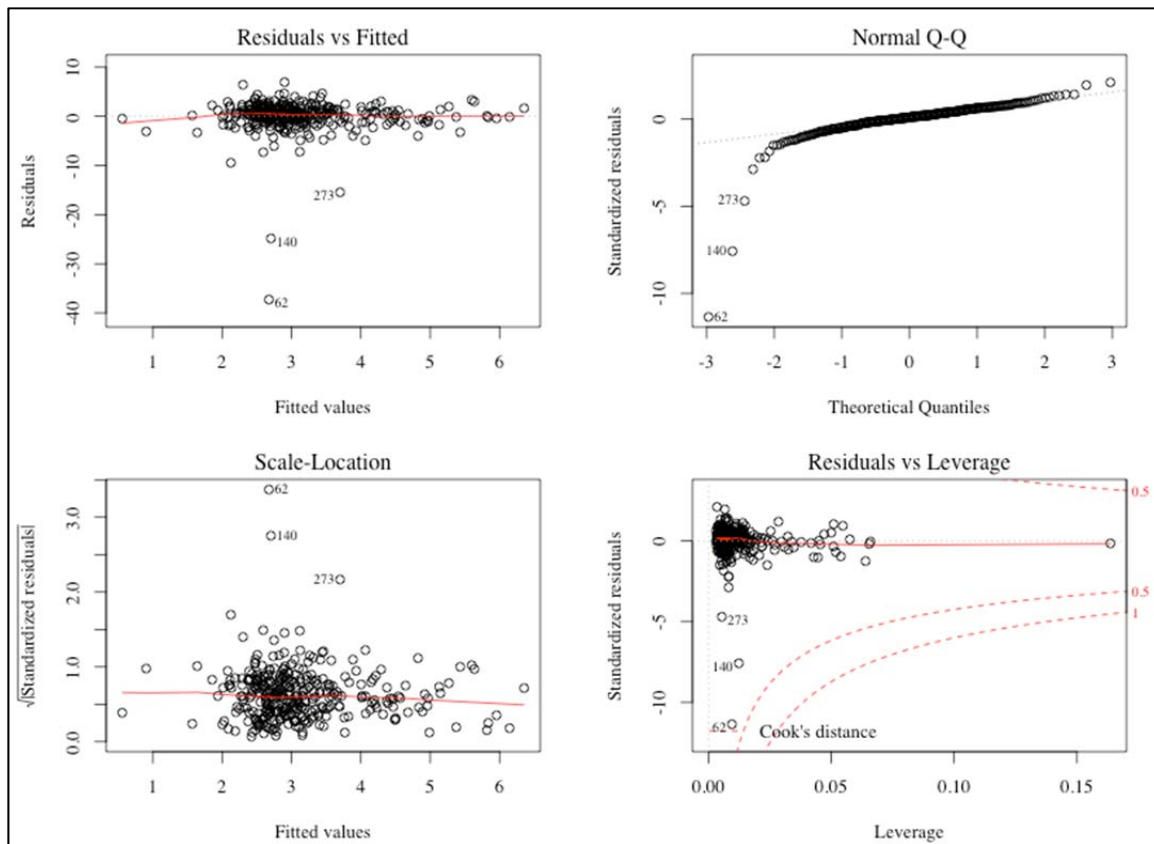 Residuals vs Fitted
Residuals
10
0
-10
-20
-30
-40
273
140
62
1 2 3 4 5 6
Fitted values
Normal Q-Q
Standardized residuals
0
-5
-10
273
140
62
-3 -2 -1 0 1 2 3
Theoretical Quantiles
Scale-Location
√|Standardized residuals|
3.0
2.0
1.0
0.0
62
140
273
1 2 3 4 5 6
Fitted values
Residuals vs Leverage
Standardized residuals
0
-5
-10
273
140
62
Cook's distance
0.5
0.5
1
0.00 0.05 0.10 0.15
Leverage